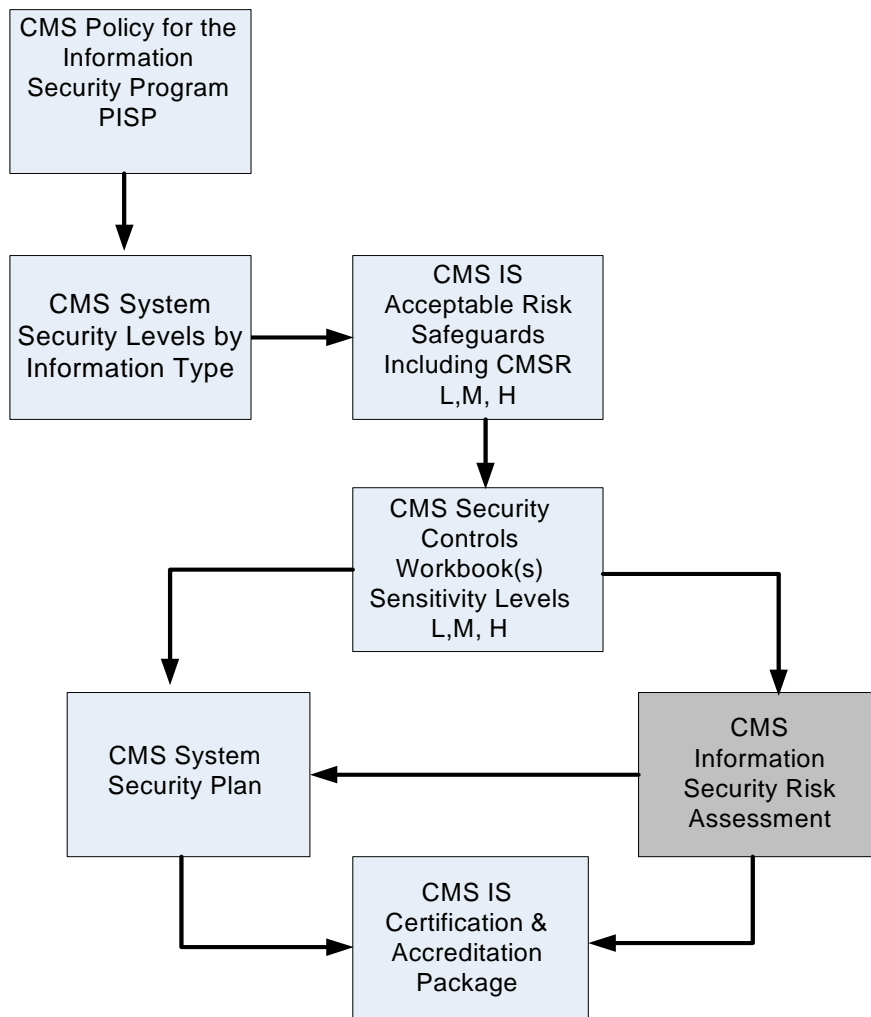 CMS Policy for the
Information
Security Program
PISP
CMS System
Security Levels by
Information Type
CMS IS
Acceptable Risk
Safeguards
Including CMSR
L,M, H
CMS Security
Controls
Workbook(s)
Sensitivity Levels
L,M, H
CMS System
Security Plan
CMS
Information
Security Risk
Assessment
CMS IS
Certification &
Accreditation
Package